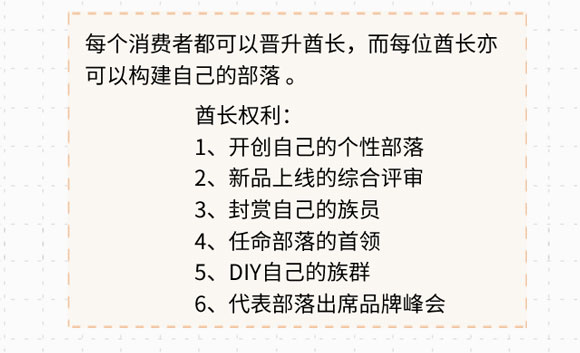 每个消费者都可以晋升酋长，而每位酋长亦
可以构建自己的部落。
酋长权利：
1、开创自己的个性部落
2、新品上线的综合评审
3、封赏自己的族员
4、任命部落的首领
5、DIY自己的族群
6、代表部落出席品牌峰会